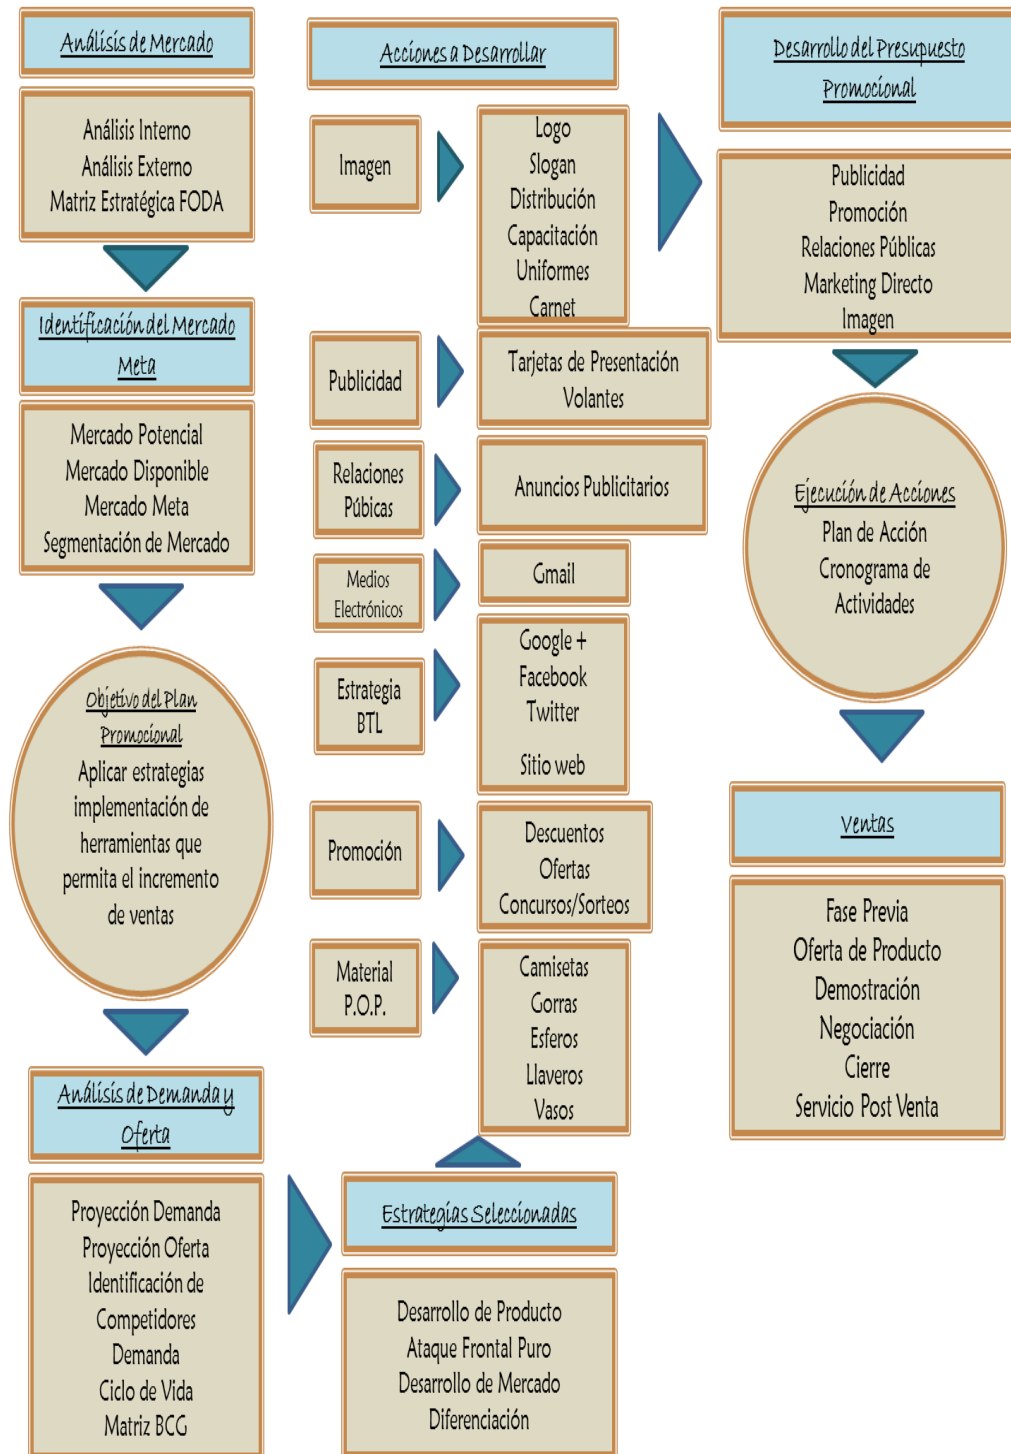 Análisis de Mercado
Análisis Interno
Análisis Externo
Matriz Estratégica FODA
Identificación del Mercado
Meta
Mercado Potencial
Mercado Disponible
Mercado Meta
Segmentación de Mercado
Objetivo del Plan
Promocional
Aplicar estrategias
implementación de
herramientas que
permita el incremento
de ventas
Análisis de Demanda y
Oferta
Proyección Demanda
Proyección Oferta
Identificación de
Competidores
Demanda
Ciclo de Vida
Matriz BCG
Estrategias Seleccionadas
Desarrollo de Producto
Ataque Frontal Puro
Desarrollo de Mercado
Diferenciación
Acciones a Desarrollar
Imagen
Logo
Slogan
Distribución
Capacitación
Uniformes
Carnet
Publicidad
Tarjetas de Presentación
Volantes
Relaciones
Púbicas
Anuncios Publicitarios
Medios
Electrónicos
Gmail
Estrategia
BTL
Google +
Facebook
Twitter
Sitio web
Promoción
Descuentos
Ofertas
Concursos/Sorteos
Material
P.O.P.
Camisetas
Gorras
Esferos
Llaveros
Vasos
Desarrollo del Presupuesto
Promocional
Publicidad
Promoción
Relaciones Públicas
Marketing Directo
Imagen
Ejecución de Acciones
Plan de Acción
Cronograma de
Actividades
Ventas
Fase Previa
Oferta de Producto
Demostración
Negociación
Cierre
Servicio Post Venta